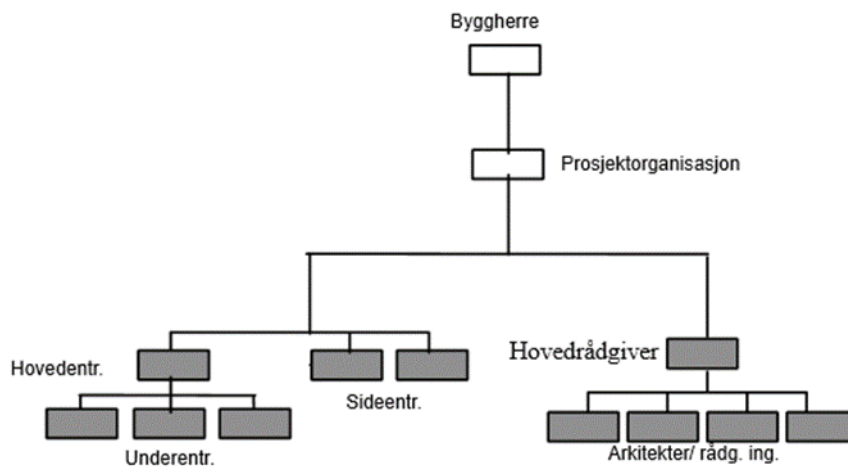 Byggherre
Prosjektorganisasjon
Hovedrådgiver
Hovedentr.
Sideentr.
Underentr.
Arkitekter/ rådg. ing.